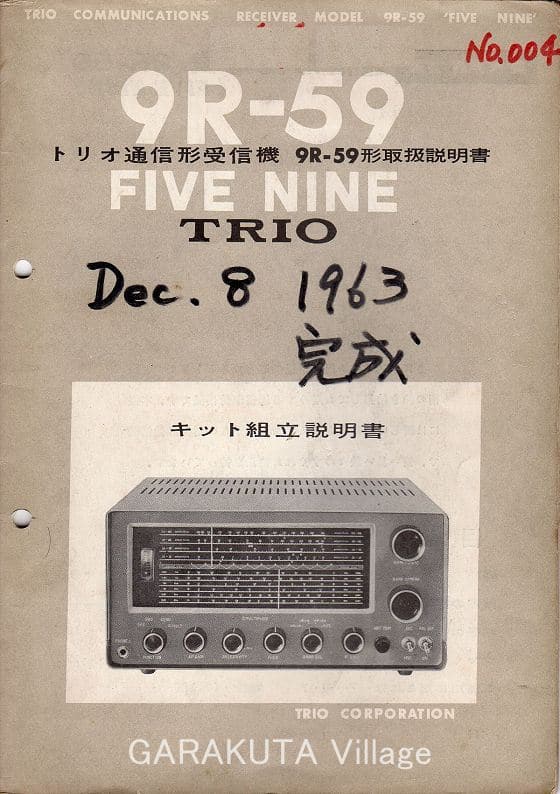 TRIO COMMUNICATIONS RECEIVER MODEL 9R-59 'FIVE NINE'
No.004
9R-59
トリオ通信形受信機 9R-59形取扱説明書
FIVE NINE
TRIO
Dec. 8 1963
完成
キット組立説明書
TRIO CORPORATION
GARAKUTA Village